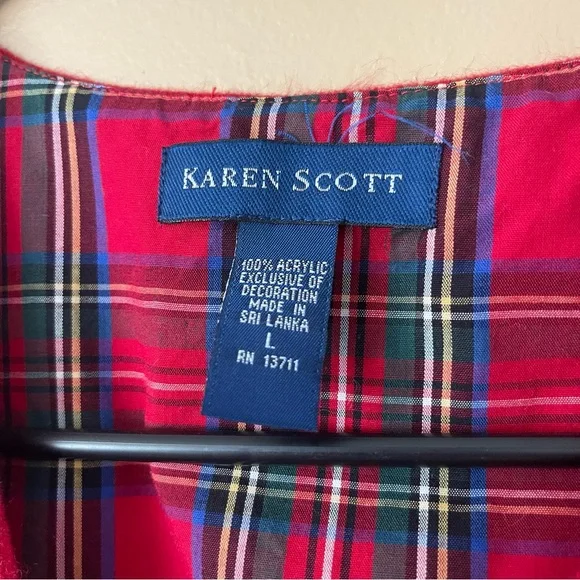 KAREN SCOTT
100% ACRYLIC
EXCLUSIVE OF
DECORATION
MADE IN
SRI LANKA
L
RN 13711